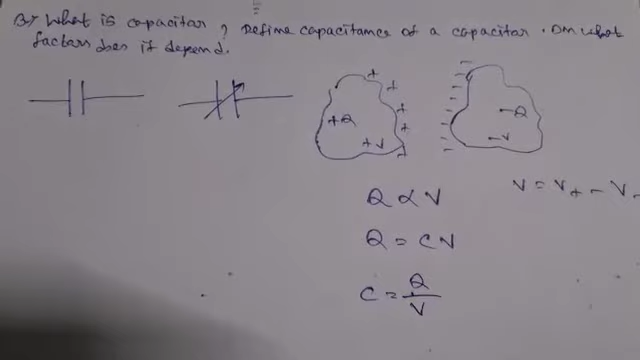 Q) What is capacitor, Define capacitance of a capacitor. On what
factors does it depend.
+Q
+V
-Q
-V
V = V+ - V-
Q ∝ V
Q = CV
C = Q/V